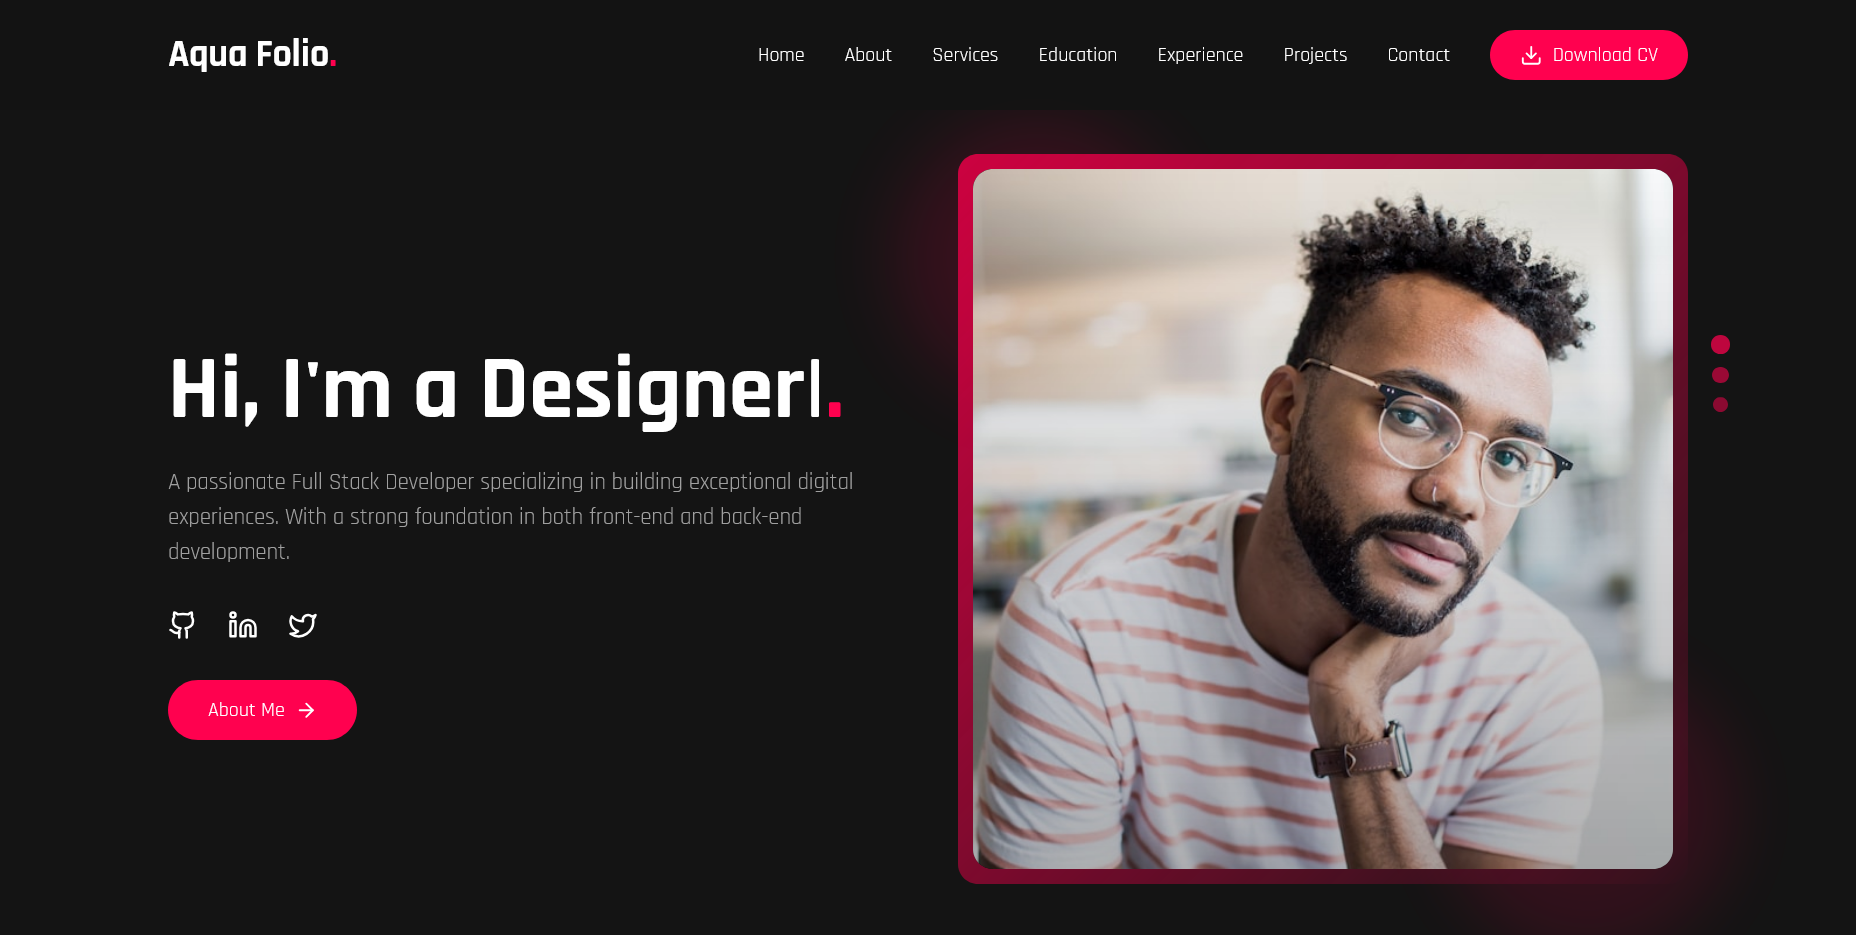 Aqua Folio.
Home About Services Education Experience Projects Contact Download CV
Hi, I'm a Designer|.
A passionate Full Stack Developer specializing in building exceptional digital
experiences. With a strong foundation in both front-end and back-end
development.
About Me